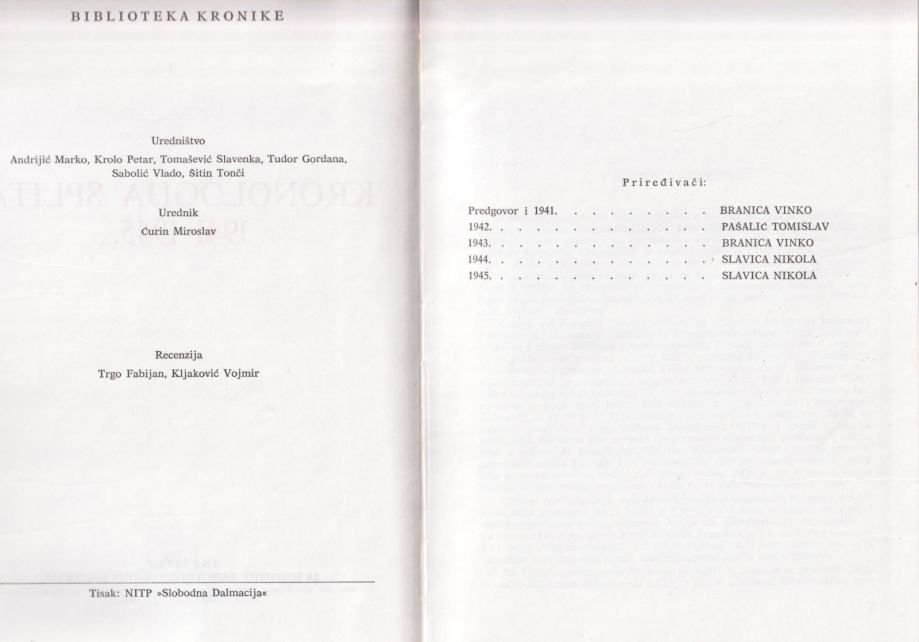 BIBLIOTEKA KRONIKE
Uredništvo
Andrijić Marko, Krolo Petar, Tomašević Slavenka, Tudor Gordana,
Sabolić Vlado, Šitin Tonći
Urednik
Ćurin Miroslav
Recenzija
Trgo Fabijan, Kljaković Vojmir
Tisak: NITP »Slobodna Dalmacija«
Priređivači:
Predgovor i 1941. . . . . . . . . BRANICA VINKO
1942. . . . . . . . . . . . . PAŠALIĆ TOMISLAV
1943. . . . . . . . . . . . . BRANICA VINKO
1944. . . . . . . . . . . . . SLAVICA NIKOLA
1945. . . . . . . . . . . . . SLAVICA NIKOLA